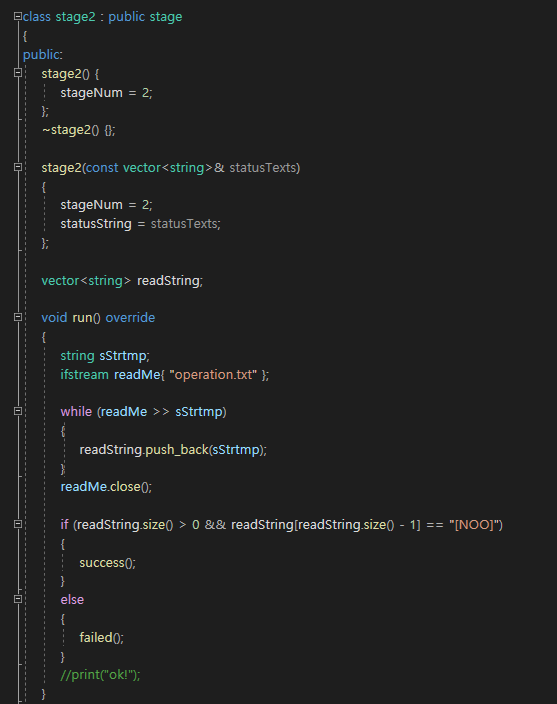 class stage2 : public stage
{
public:
stage2() {
stageNum = 2;
};
~stage2() {};
stage2(const vector<string>& statusTexts)
{
stageNum = 2;
statusString = statusTexts;
};
vector<string> readString;
void run() override
{
string sStrtmp;
ifstream readMe{ "operation.txt" };
while (readMe >> sStrtmp)
{
readString.push_back(sStrtmp);
}
readMe.close();
if (readString.size() > 0 && readString[readString.size() - 1] == "[NOO]")
{
success();
}
else
{
failed();
}
//print("ok!");
}